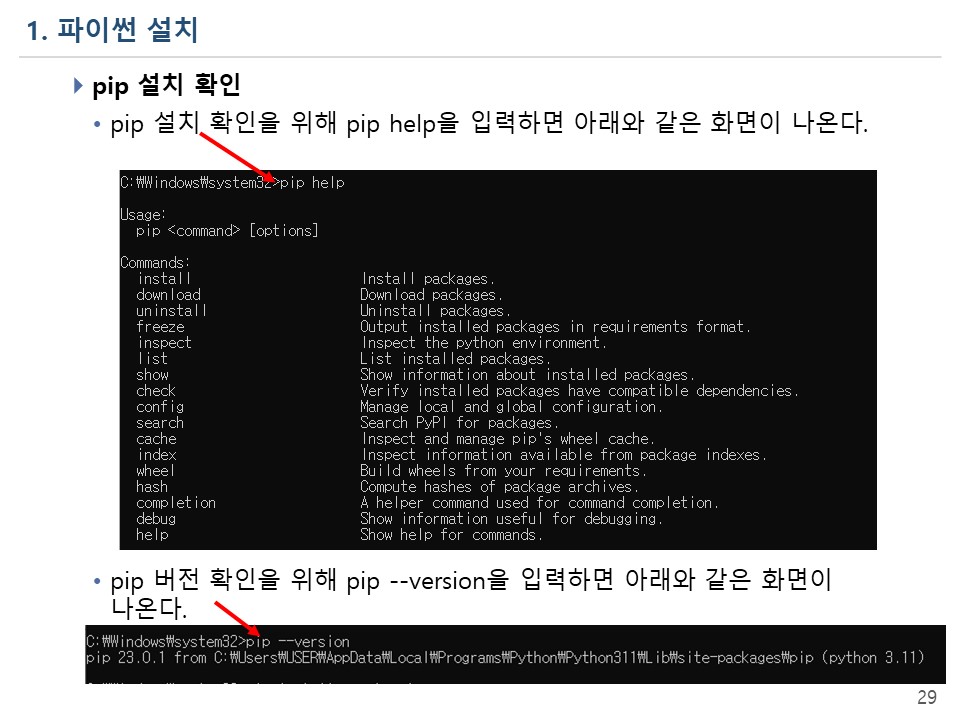 1. 파이썬 설치
pip 설치 확인
• pip 설치 확인을 위해 pip help을 입력하면 아래와 같은 화면이 나온다.
C:₩Windows₩system32>pip help
Usage:
pip <command> [options]
Commands:
install Install packages.
download Download packages.
uninstall Uninstall packages.
freeze Output installed packages in requirements format.
inspect Inspect the python environment.
list List installed packages.
show Show information about installed packages.
check Verify installed packages have compatible dependencies.
config Manage local and global configuration.
search Search PyPI for packages.
cache Inspect and manage pip's wheel cache.
index Inspect information available from package indexes.
wheel Build wheels from your requirements.
hash Compute hashes of package archives.
completion A helper command used for command completion.
debug Show information useful for debugging.
help Show help for commands.
• pip 버전 확인을 위해 pip --version을 입력하면 아래와 같은 화면이
나온다.
C:₩Windows₩system32>pip --version
pip 23.0.1 from C:₩Users₩USER₩AppData₩Local₩Programs₩Python₩Python311₩Lib₩site-packages₩pip (python 3.11)
29